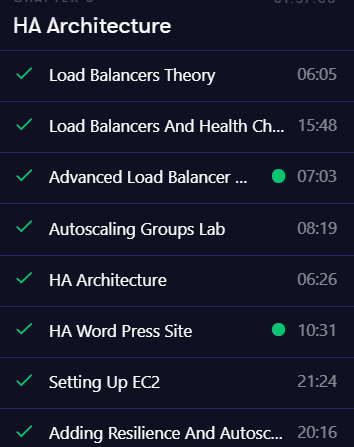 HA Architecture
Load Balancers Theory 06:05
Load Balancers And Health Ch... 15:48
Advanced Load Balancer ... 07:03
Autoscaling Groups Lab 08:19
HA Architecture 06:26
HA Word Press Site 10:31
Setting Up EC2 21:24
Adding Resilience And Autosc... 20:16